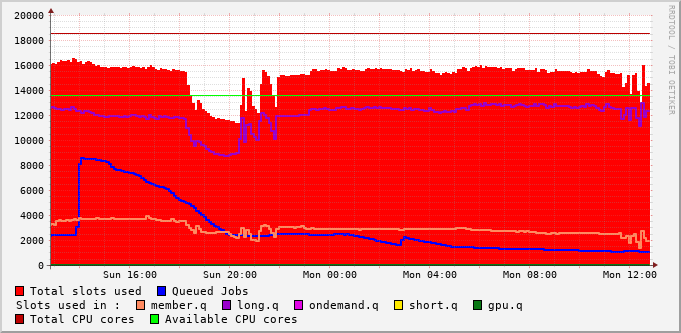 20000
18000
16000
14000
12000
10000
8000
6000
4000
2000
0
Sun 16:00 Sun 20:00 Mon 00:00 Mon 04:00 Mon 08:00 Mon 12:00
RRDTOOL / TOBI OETIKER
Total slots used Queued Jobs
Slots used in : member.q long.q ondemand.q short.q gpu.q
Total CPU cores Available CPU cores